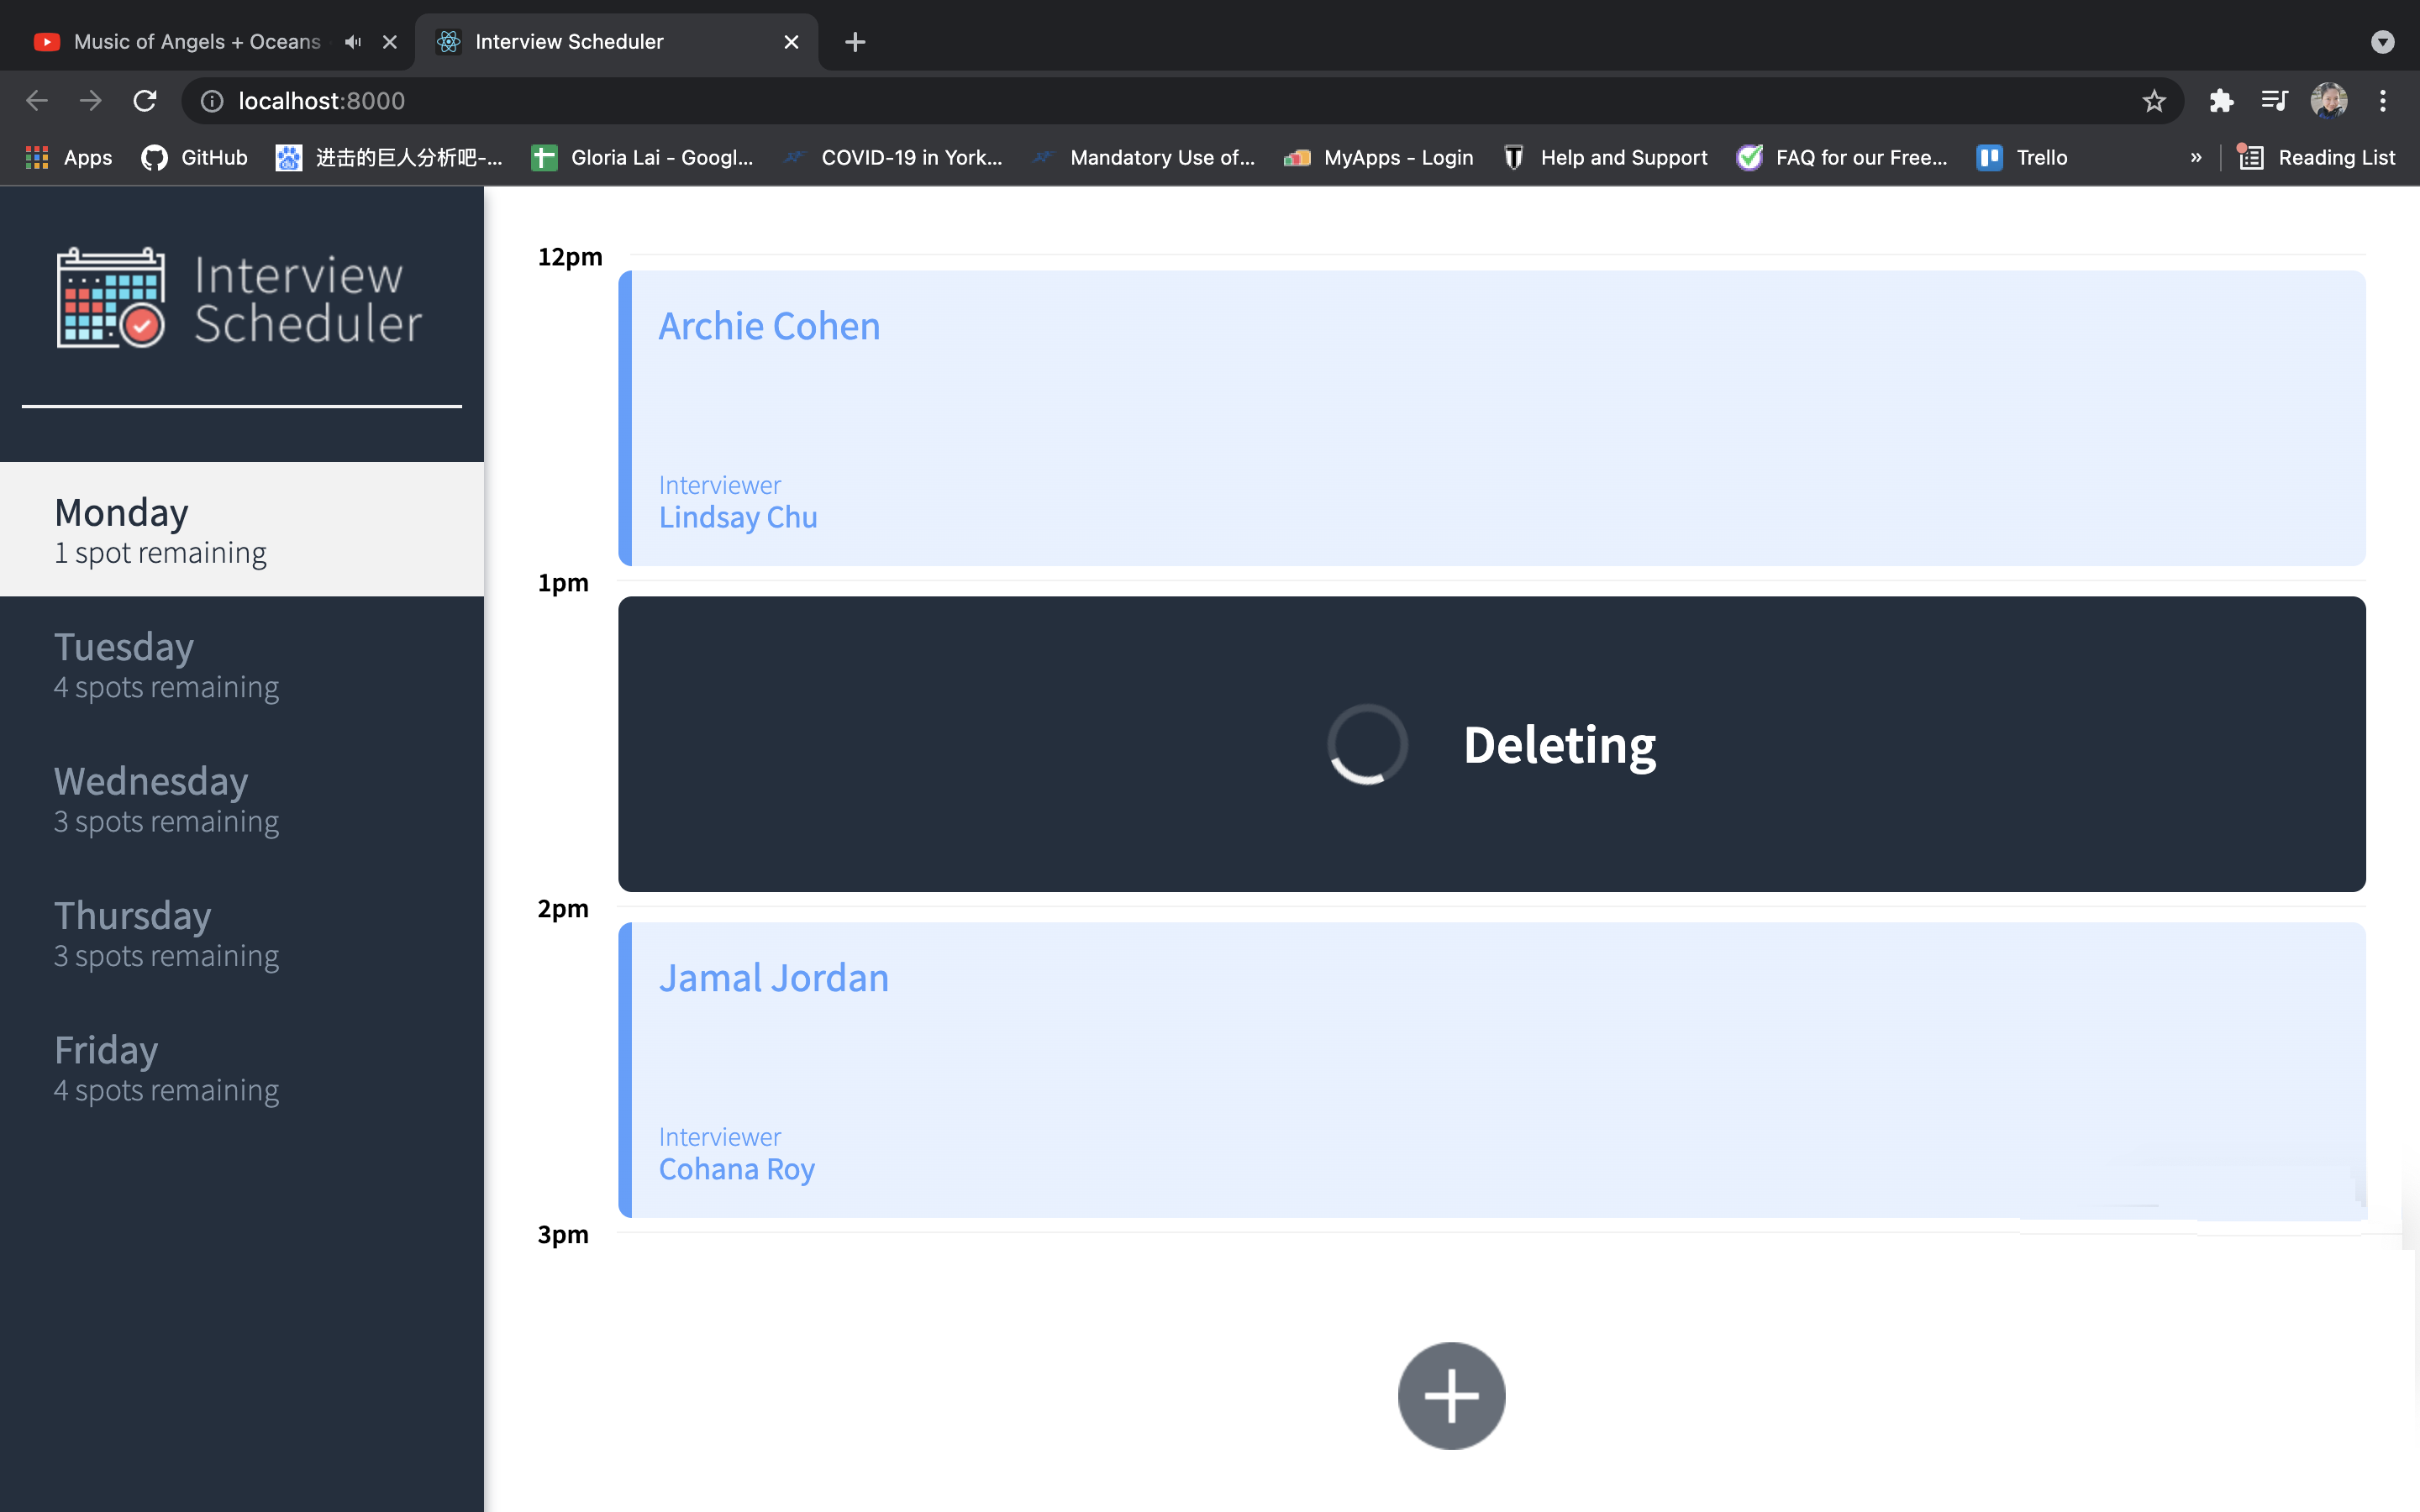 Music of Angels + Oceans
Interview Scheduler
localhost:8000
Apps
GitHub
进击的巨人分析吧-...
Gloria Lai - Googl...
COVID-19 in York...
Mandatory Use of...
MyApps - Login
Help and Support
FAQ for our Free...
Trello
»
Reading List
Interview
Scheduler
Monday
1 spot remaining
Tuesday
4 spots remaining
Wednesday
3 spots remaining
Thursday
3 spots remaining
Friday
4 spots remaining
12pm
Archie Cohen
Interviewer
Lindsay Chu
1pm
Deleting
2pm
Jamal Jordan
Interviewer
Cohana Roy
3pm